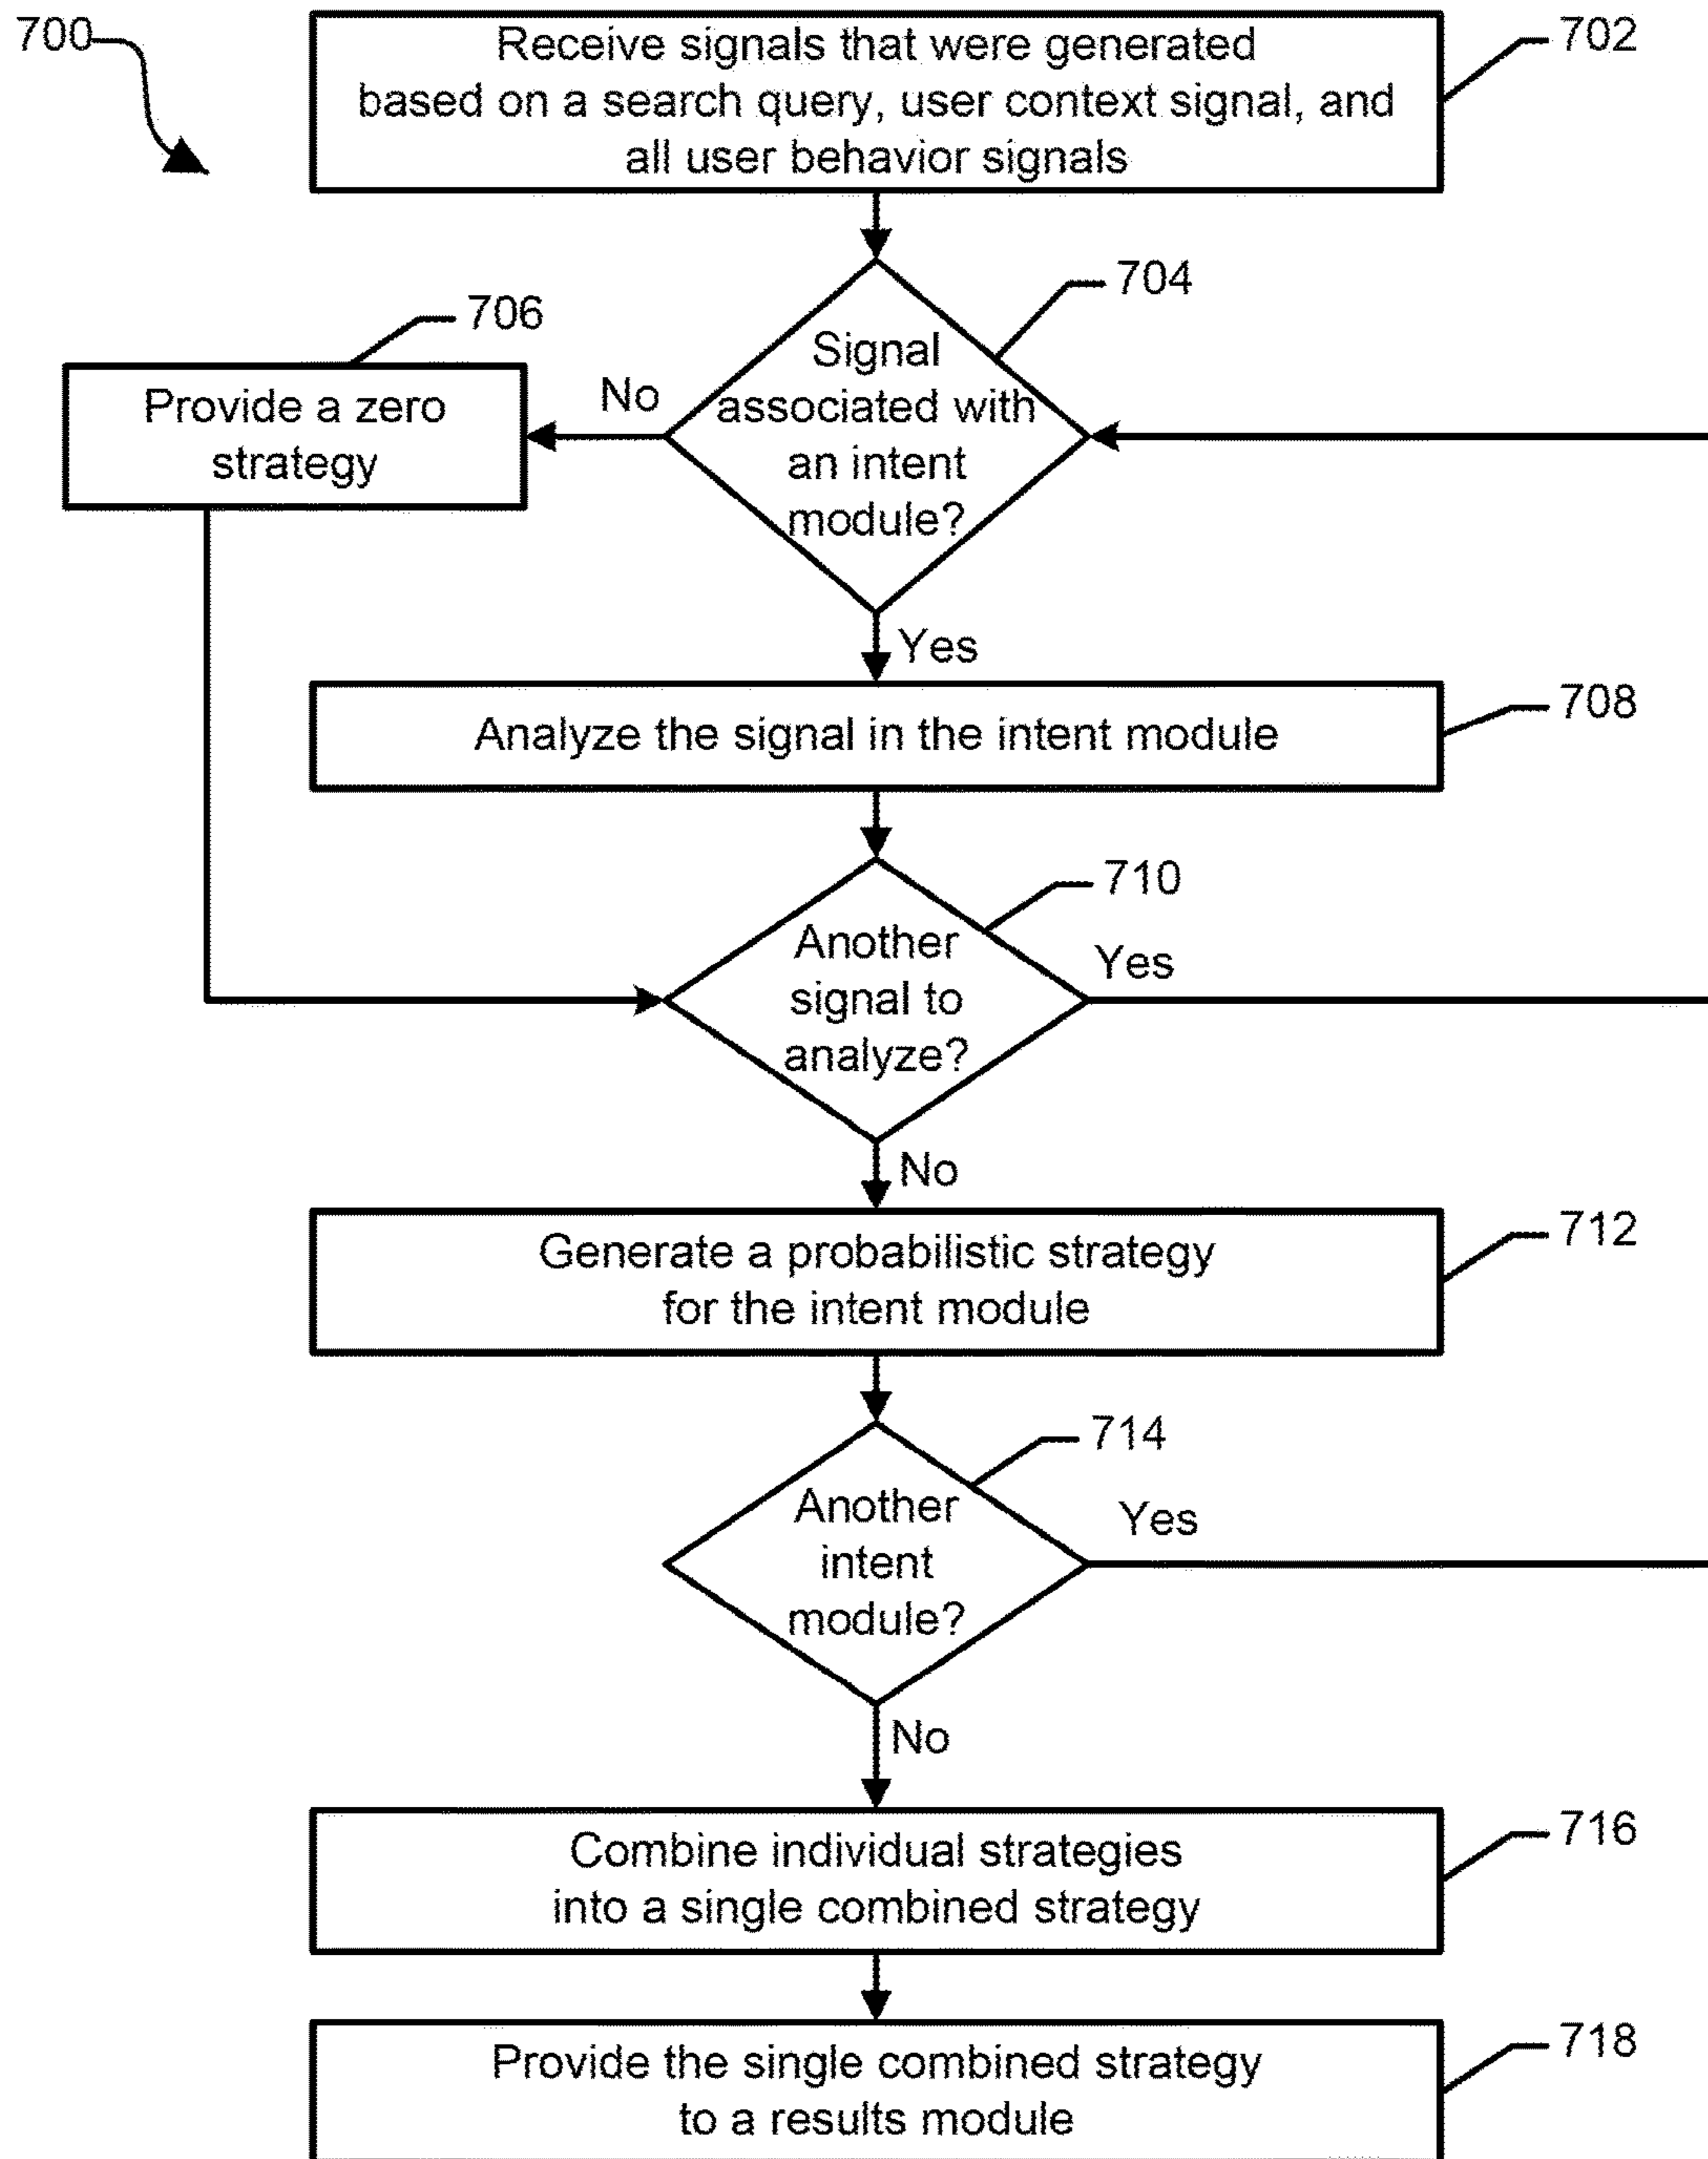 700
Receive signals that were generated
based on a search query, user context signal, and
all user behavior signals
702
704
706
Signal
associated with
an intent
module?
No
Provide a zero
strategy
Yes
Analyze the signal in the intent module
708
710
Another
signal to
analyze?
Yes
No
Generate a probabilistic strategy
for the intent module
712
714
Another
intent
module?
Yes
No
Combine individual strategies
into a single combined strategy
716
Provide the single combined strategy
to a results module
718